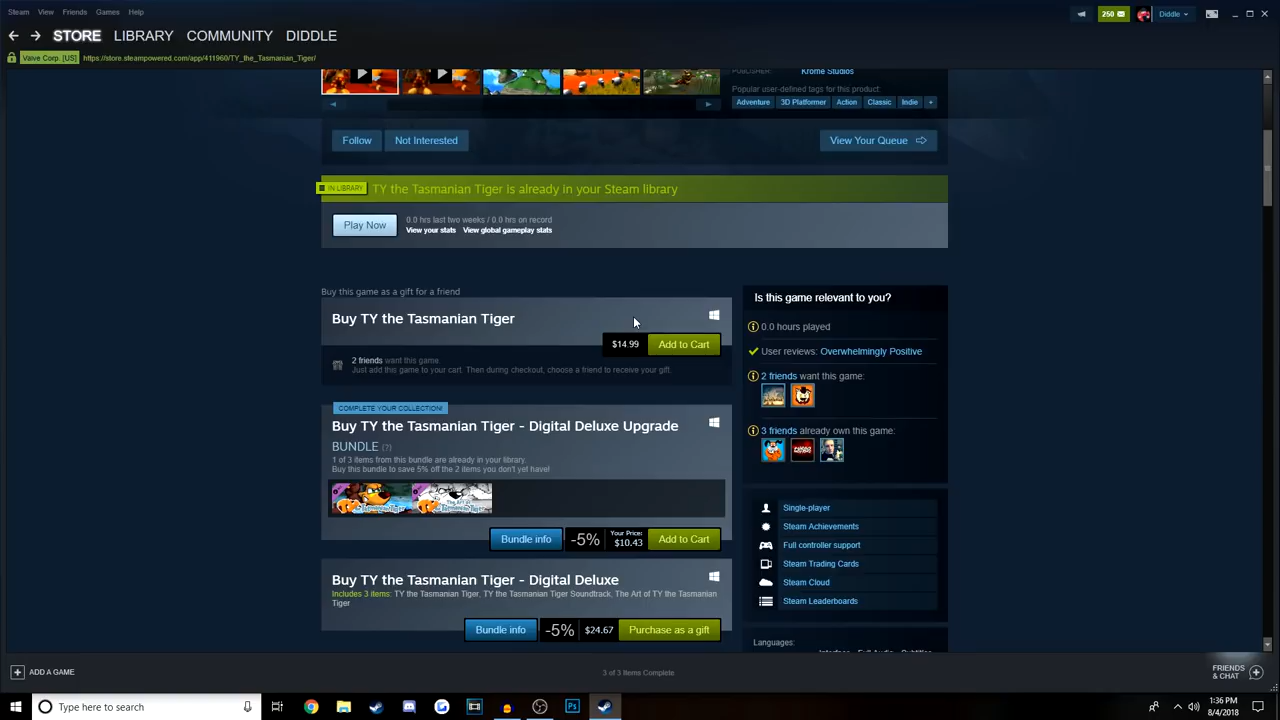 Steam View Friends Games Help
250 Diddle
STORE LIBRARY COMMUNITY DIDDLE
Valve Corp. [US] https://store.steampowered.com/app/411960/TY_the_Tasmanian_Tiger/
PUBLISHER: Krome Studios
Popular user-defined tags for this product:
Adventure 3D Platformer Action Classic Indie +
Follow Not Interested View Your Queue
IN LIBRARY TY the Tasmanian Tiger is already in your Steam library
Play Now
0.0 hrs last two weeks / 0.0 hrs on record
View your stats View global gameplay stats
Buy this game as a gift for a friend
Buy TY the Tasmanian Tiger
$14.99 Add to Cart
2 friends want this game.
Just add this game to your cart. Then during checkout, choose a friend to receive your gift.
COMPLETE YOUR COLLECTION!
Buy TY the Tasmanian Tiger - Digital Deluxe Upgrade
BUNDLE (?)
1 of 3 items from this bundle are already in your library.
Buy this bundle to save 5% off the 2 items you don't yet have!
Bundle info -5% Your Price: $10.43 Add to Cart
Buy TY the Tasmanian Tiger - Digital Deluxe
Includes 3 items: TY the Tasmanian Tiger, TY the Tasmanian Tiger Soundtrack, The Art of TY the Tasmanian
Tiger
Bundle info -5% $24.67 Purchase as a gift
Is this game relevant to you?
0.0 hours played
User reviews: Overwhelmingly Positive
2 friends want this game:
3 friends already own this game:
Single-player
Steam Achievements
Full controller support
Steam Trading Cards
Steam Cloud
Steam Leaderboards
Languages:
Interface Full Audio Subtitles
ADD A GAME
3 of 3 Items Complete
FRIENDS
& CHAT
Type here to search
1:36 PM
8/4/2018